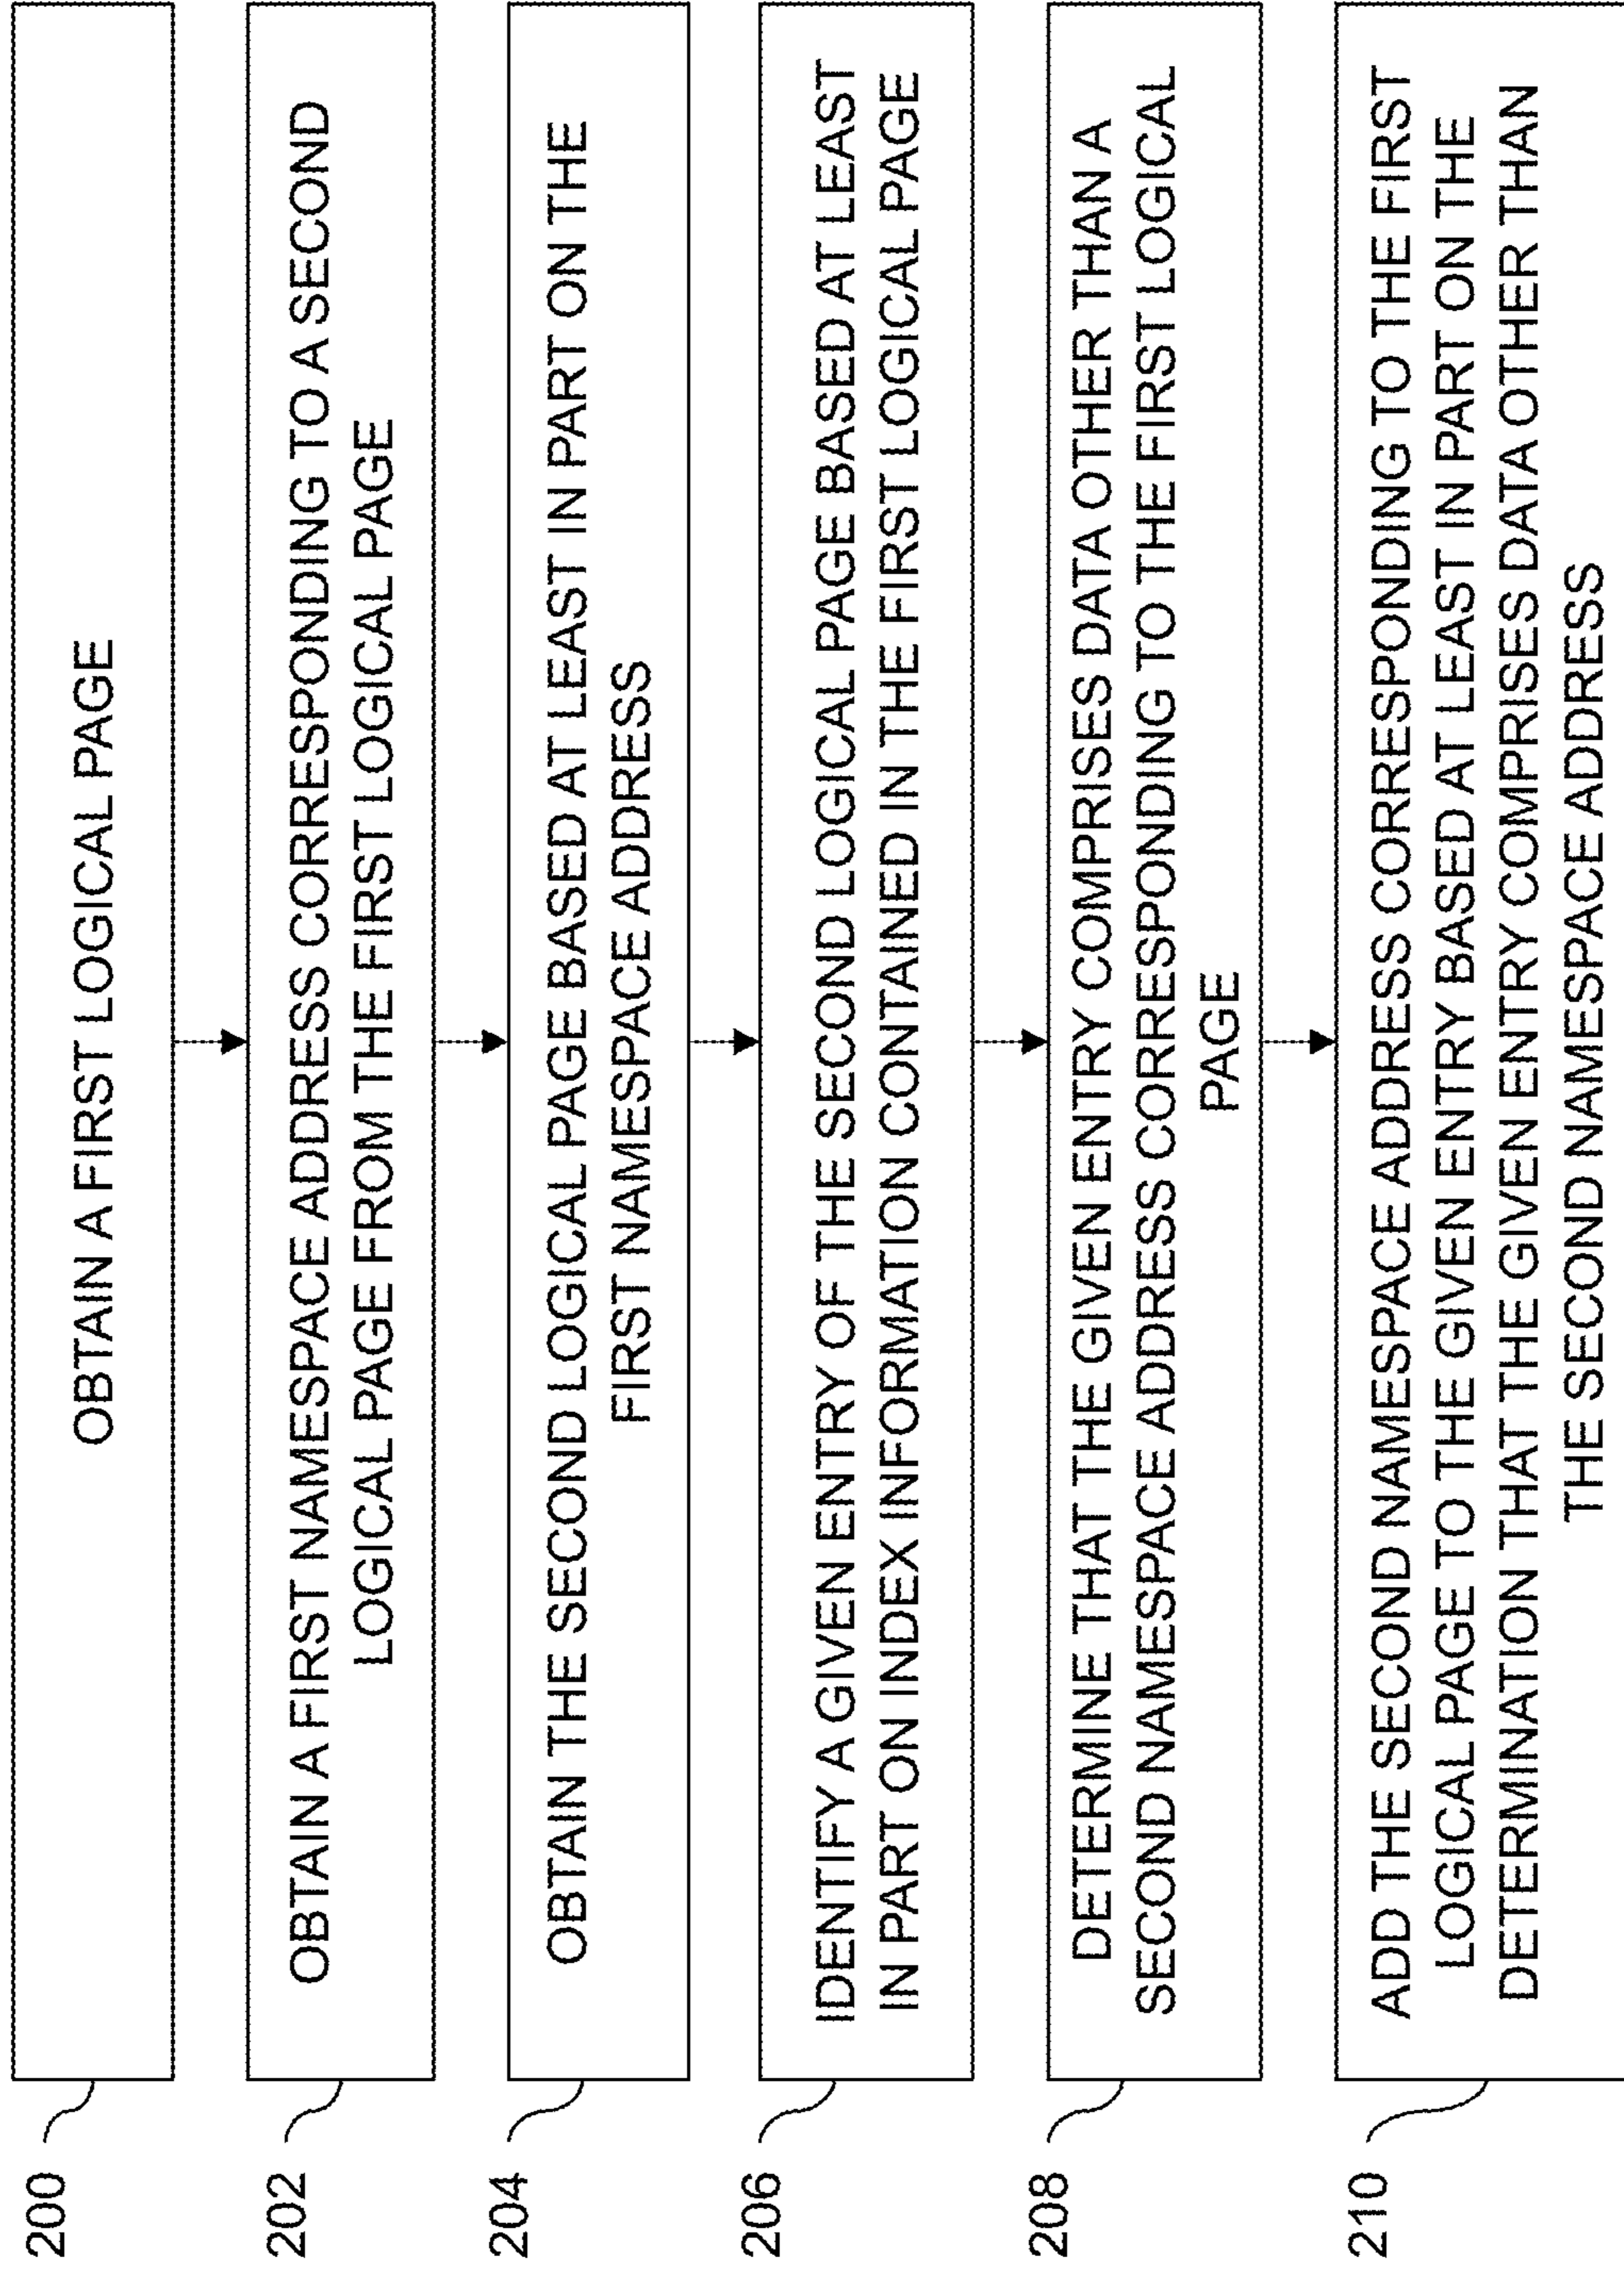 200
OBTAIN A FIRST LOGICAL PAGE
202
OBTAIN A FIRST NAMESPACE ADDRESS CORRESPONDING TO A SECOND
LOGICAL PAGE FROM THE FIRST LOGICAL PAGE
204
OBTAIN THE SECOND LOGICAL PAGE BASED AT LEAST IN PART ON THE
FIRST NAMESPACE ADDRESS
206
IDENTIFY A GIVEN ENTRY OF THE SECOND LOGICAL PAGE BASED AT LEAST
IN PART ON INDEX INFORMATION CONTAINED IN THE FIRST LOGICAL PAGE
208
DETERMINE THAT THE GIVEN ENTRY COMPRISES DATA OTHER THAN A
SECOND NAMESPACE ADDRESS CORRESPONDING TO THE FIRST LOGICAL
PAGE
210
ADD THE SECOND NAMESPACE ADDRESS CORRESPONDING TO THE FIRST
LOGICAL PAGE TO THE GIVEN ENTRY BASED AT LEAST IN PART ON THE
DETERMINATION THAT THE GIVEN ENTRY COMPRISES DATA OTHER THAN
THE SECOND NAMESPACE ADDRESS